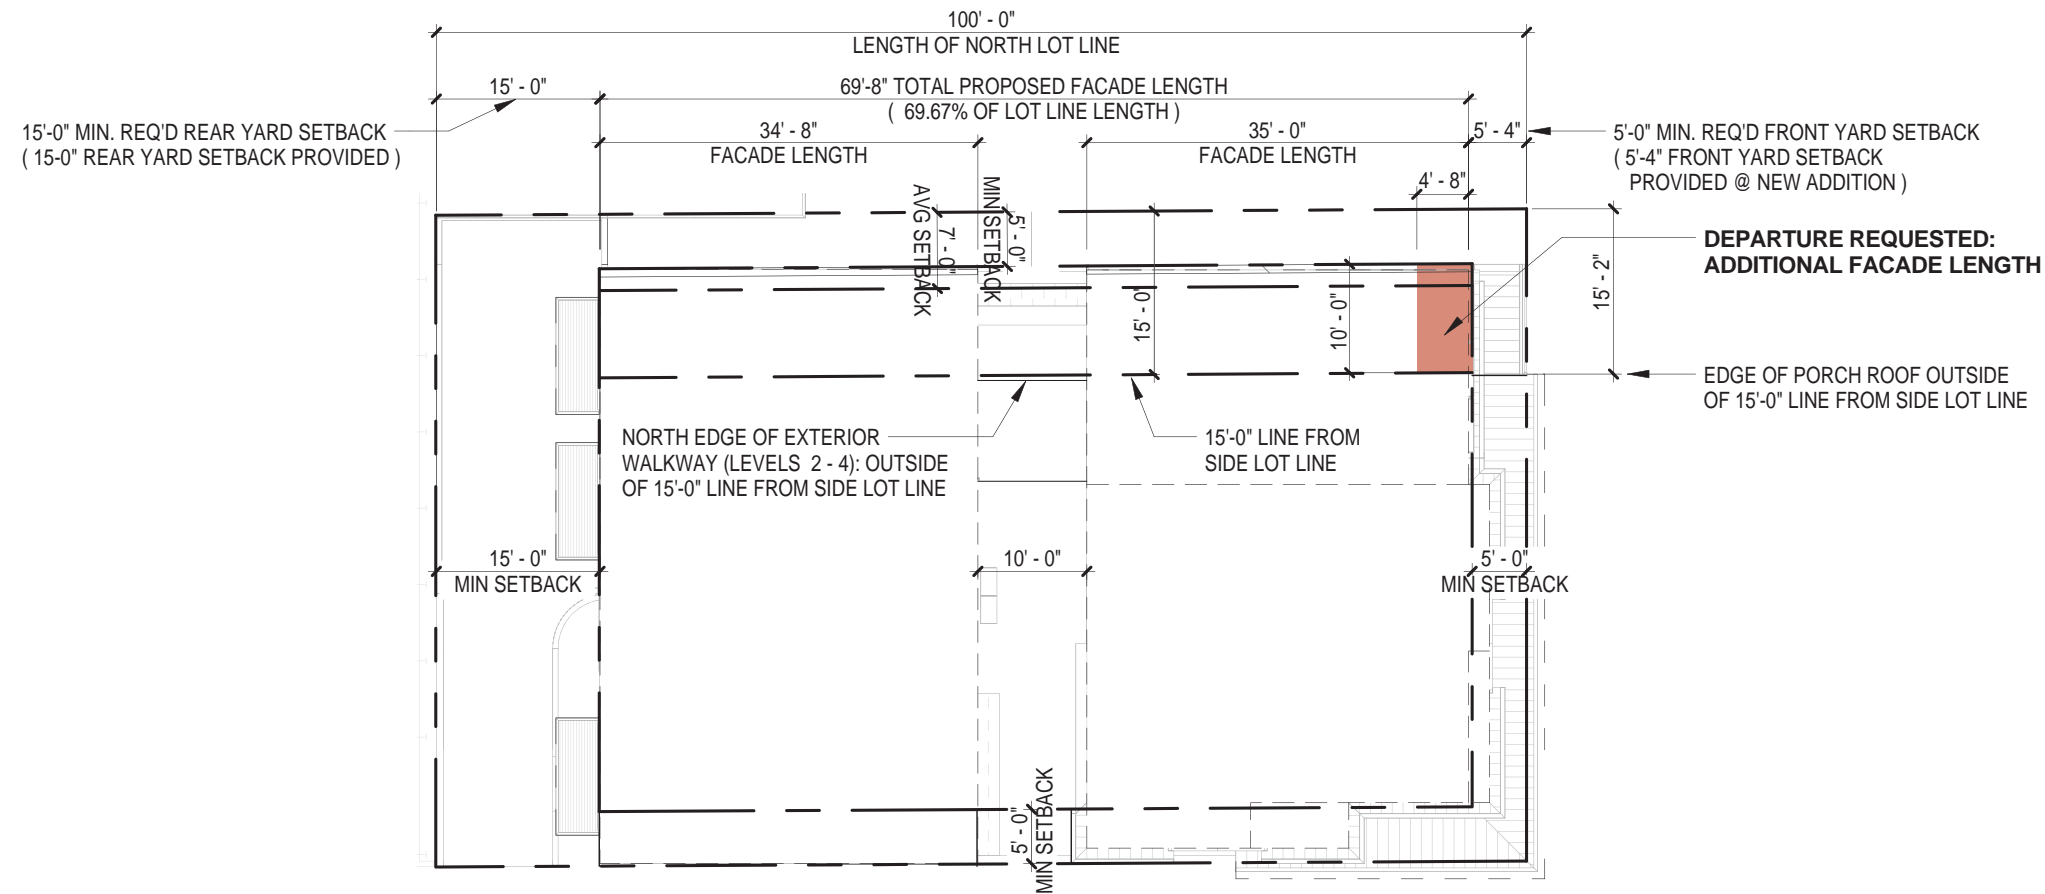 100' - 0"
LENGTH OF NORTH LOT LINE
15' - 0"
69'-8" TOTAL PROPOSED FACADE LENGTH
( 69.67% OF LOT LINE LENGTH )
15'-0" MIN. REQ'D REAR YARD SETBACK
( 15-0" REAR YARD SETBACK PROVIDED )
34' - 8"
FACADE LENGTH
35' - 0"
FACADE LENGTH
5' - 4"
5'-0" MIN. REQ'D FRONT YARD SETBACK
( 5'-4" FRONT YARD SETBACK
PROVIDED @ NEW ADDITION )
4' - 8"
AVG SETBACK
7' - 0"
MIN SETBACK
5' - 0"
15' - 0"
10' - 0"
15' - 2"
DEPARTURE REQUESTED:
ADDITIONAL FACADE LENGTH
EDGE OF PORCH ROOF OUTSIDE
OF 15'-0" LINE FROM SIDE LOT LINE
NORTH EDGE OF EXTERIOR
WALKWAY (LEVELS 2 - 4): OUTSIDE
OF 15'-0" LINE FROM SIDE LOT LINE
15'-0" LINE FROM
SIDE LOT LINE
15' - 0"
MIN SETBACK
10' - 0"
5' - 0"
MIN SETBACK
5' - 0"
MIN SETBACK